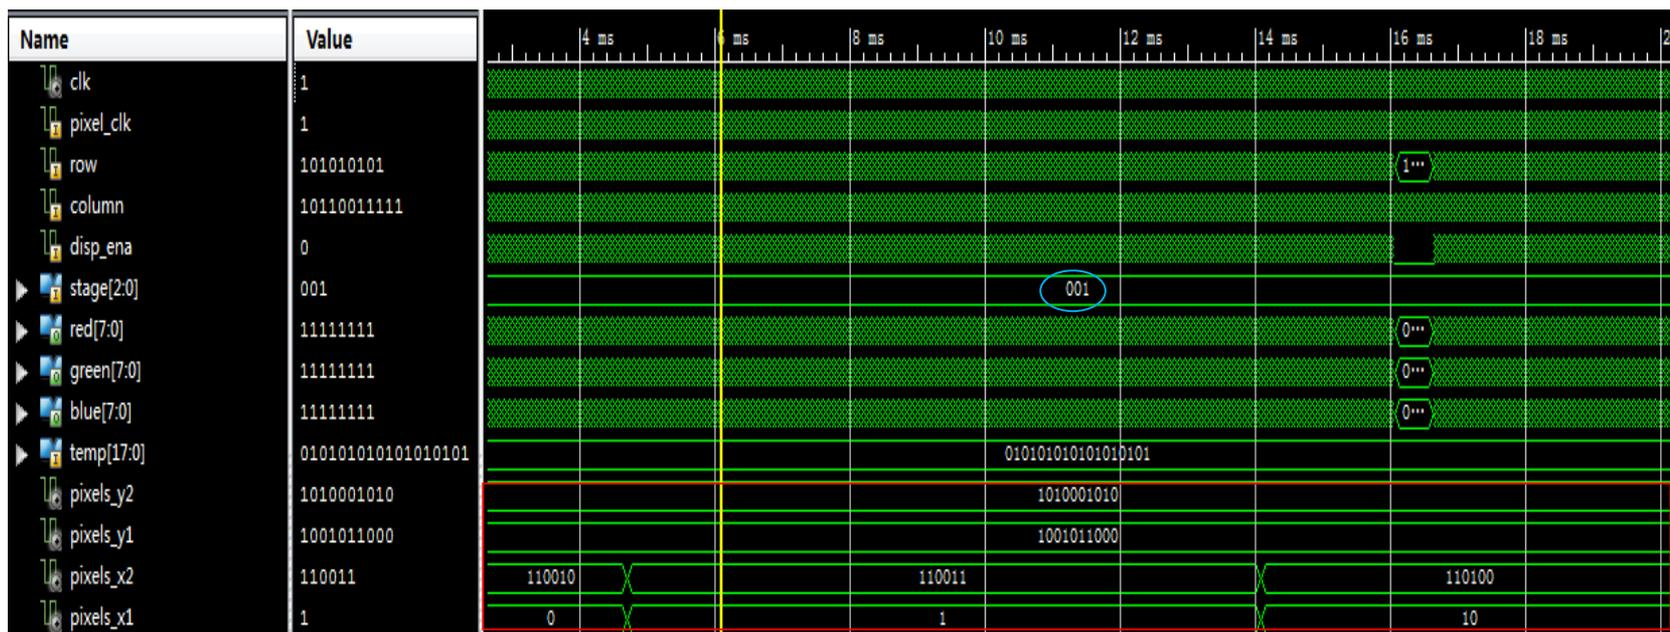 Name Value 4 ms 6 ms 8 ms 10 ms 12 ms 14 ms 16 ms 18 ms 2
clk 1
pixel_clk 1
row 101010101 1···
column 10110011111
disp_ena 0
stage[2:0] 001 001
red[7:0] 11111111 0···
green[7:0] 11111111 0···
blue[7:0] 11111111 0···
temp[17:0] 010101010101010101 010101010101010101
pixels_y2 1010001010 1010001010
pixels_y1 1001011000 1001011000
pixels_x2 110011 110010 110011 110100
pixels_x1 1 0 1 10